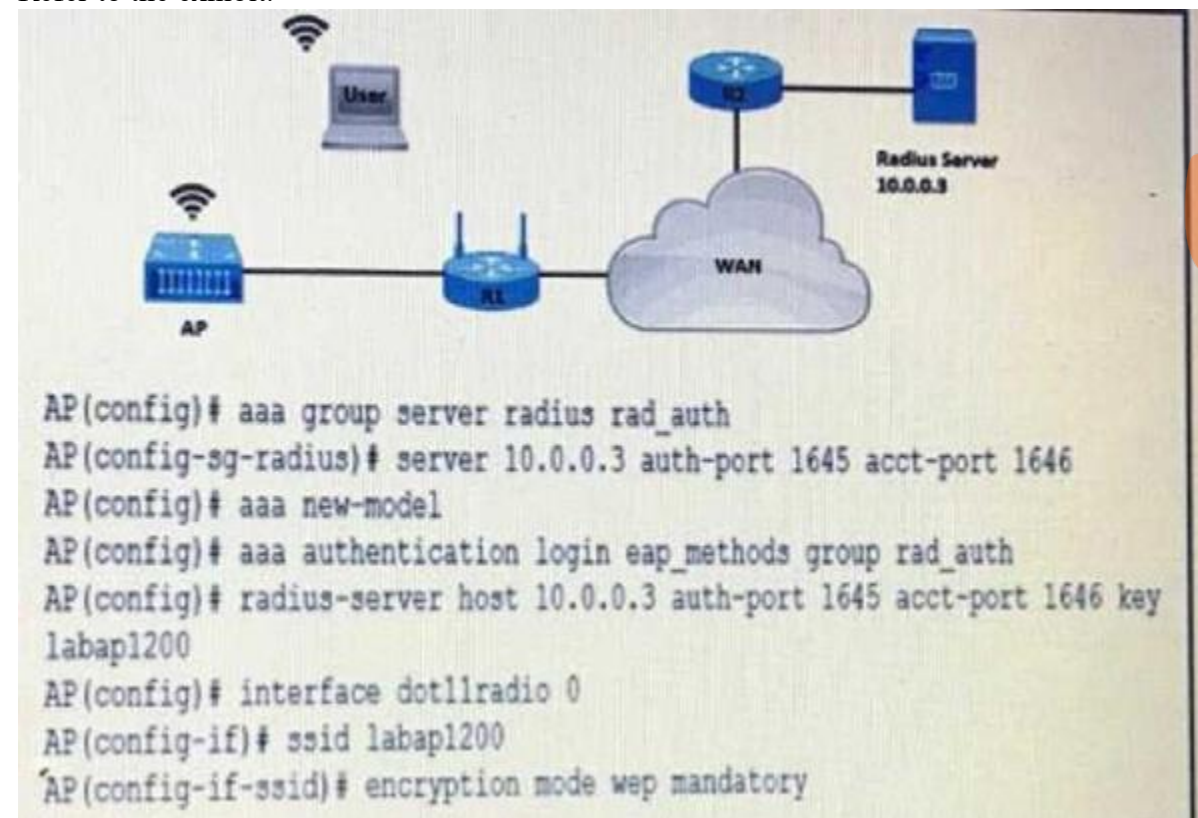 User
Radius Server
10.0.0.3
WAN
R1
AP
AP(config)# aaa group server radius rad_auth
AP(config-sg-radius)# server 10.0.0.3 auth-port 1645 acct-port 1646
AP(config)# aaa new-model
AP(config)# aaa authentication login eap_methods group rad_auth
AP(config)# radius-server host 10.0.0.3 auth-port 1645 acct-port 1646 key
labap1200
AP(config)# interface dot11radio 0
AP(config-if)# ssid labap1200
AP(config-if-ssid)# encryption mode wep mandatory